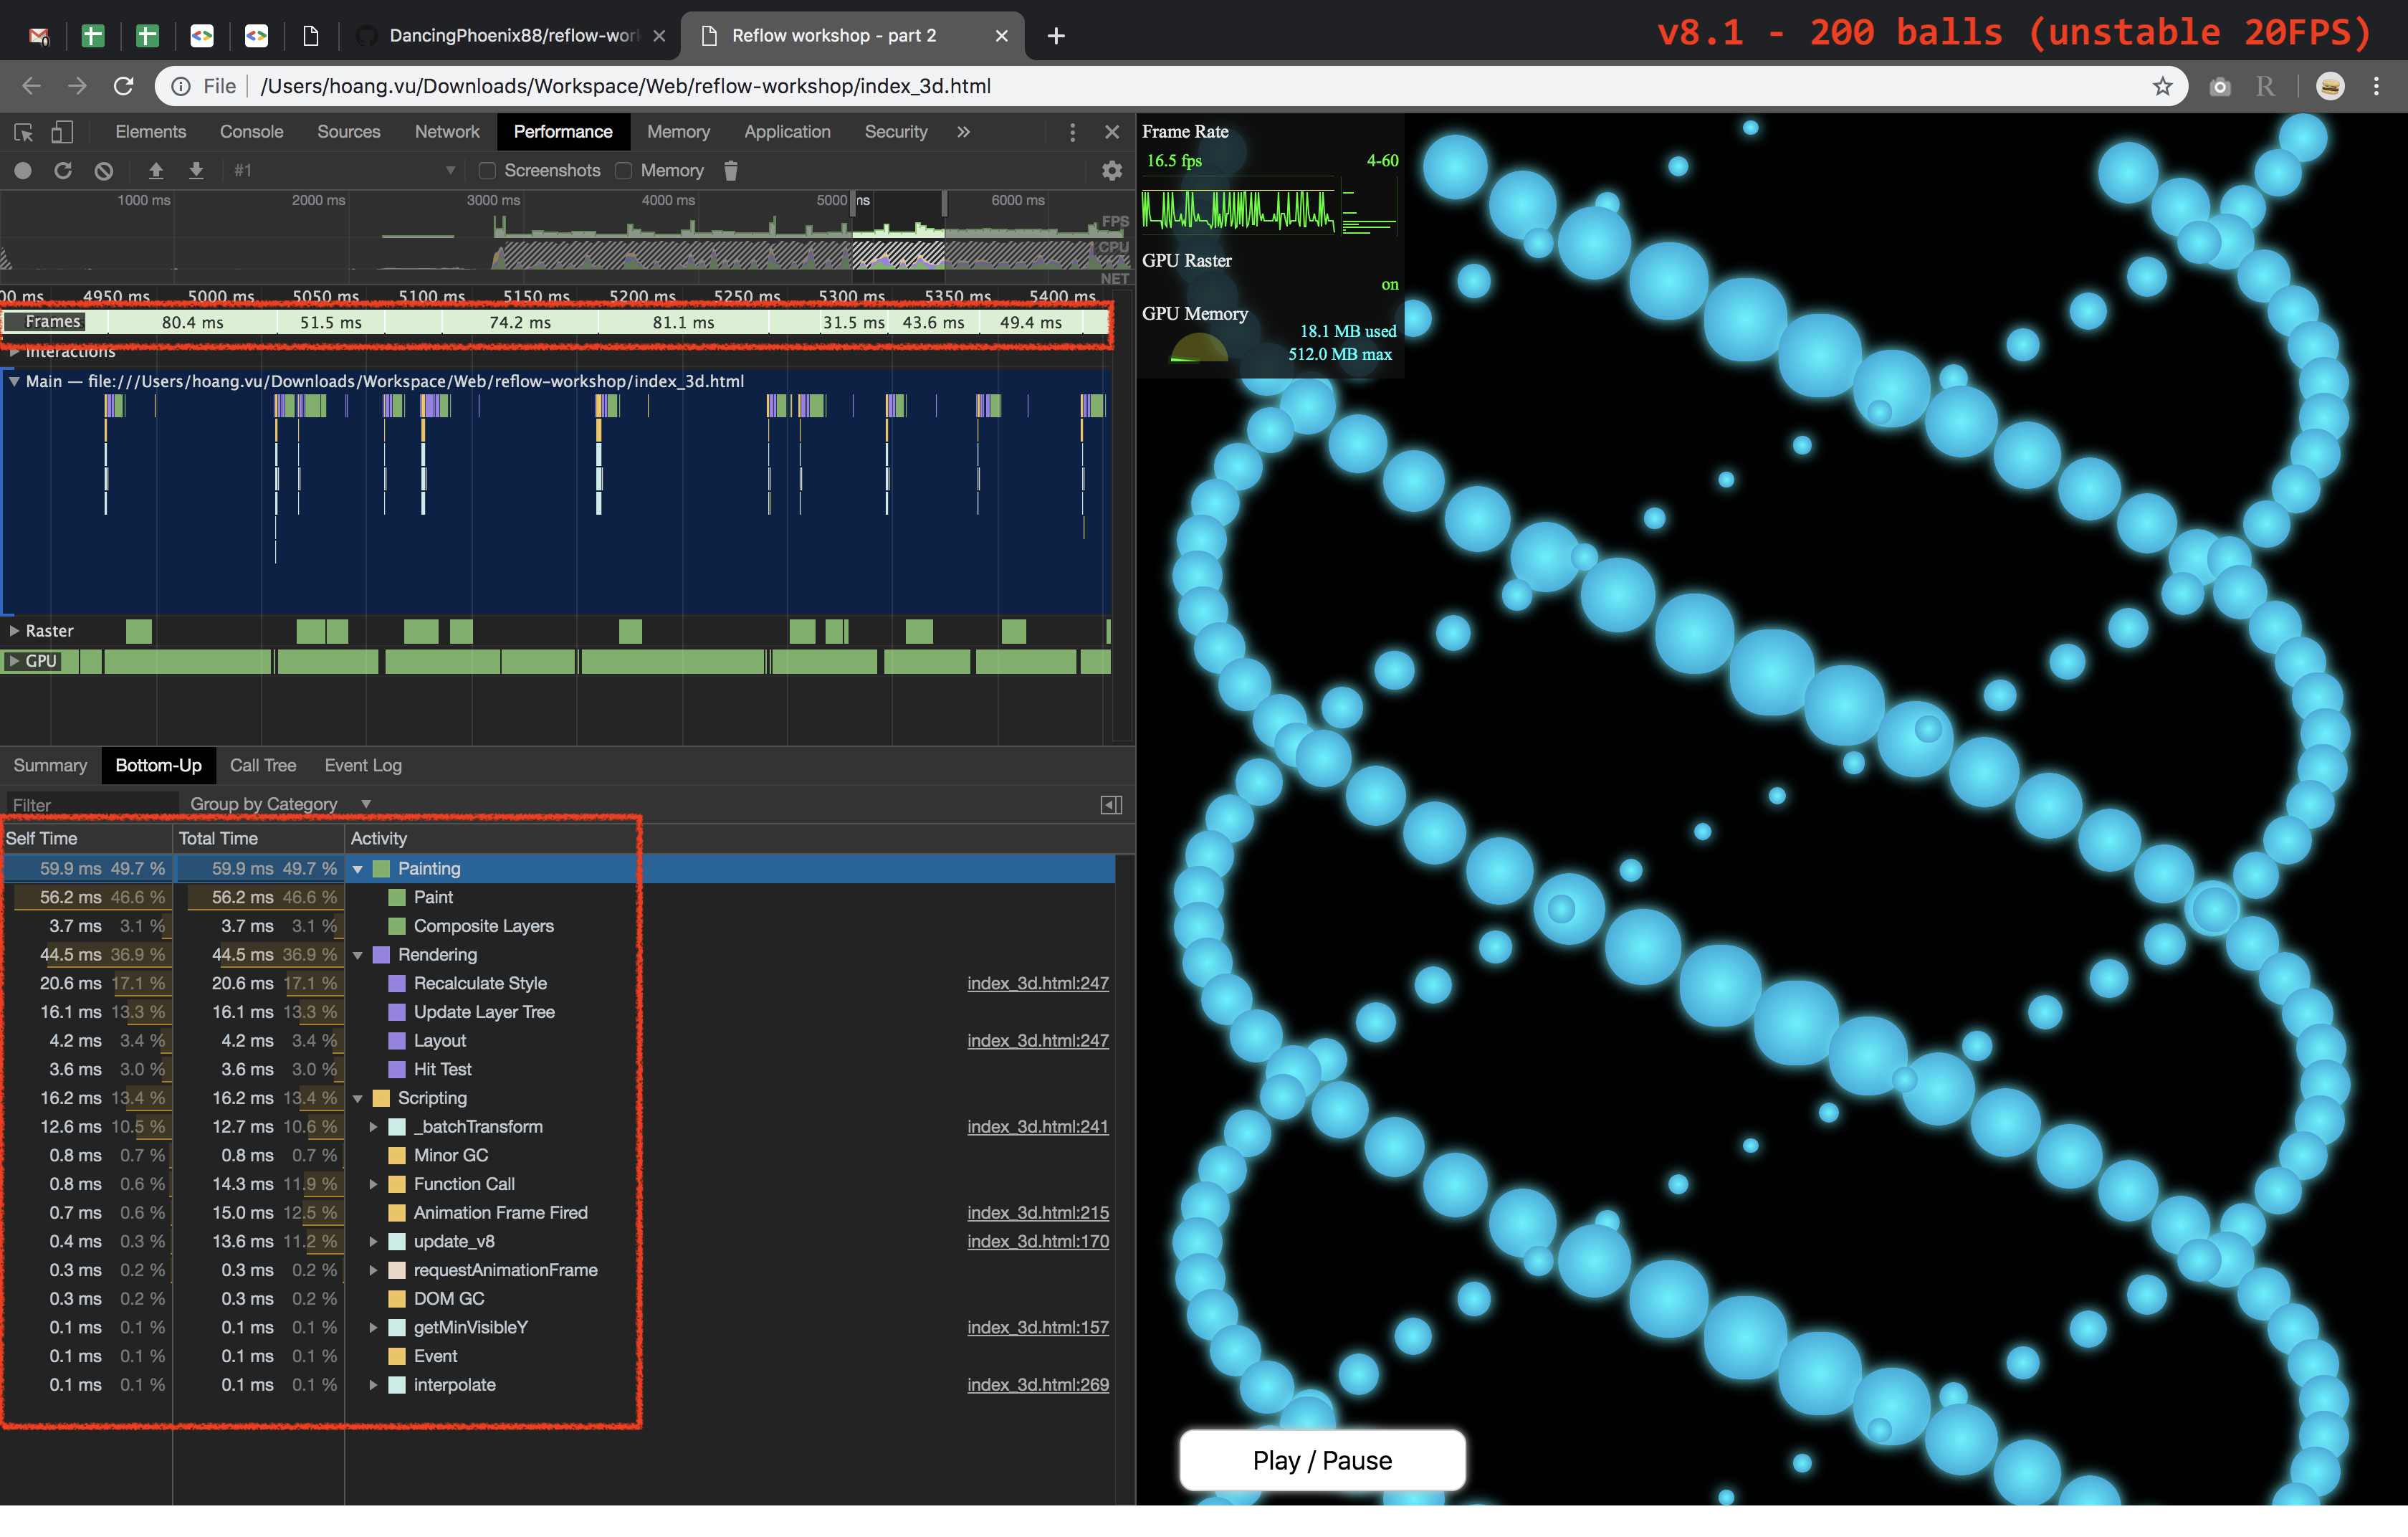 DancingPhoenix88/reflow-wor
Reflow workshop - part 2
v8.1 - 200 balls (unstable 20FPS)
File /Users/hoang.vu/Downloads/Workspace/Web/reflow-workshop/index_3d.html
R
Elements Console Sources Network Performance Memory Application Security »
#1 Screenshots Memory
1000 ms 2000 ms 3000 ms 4000 ms 5000 ms 6000 ms
FPS
CPU
NET
00 ms 4950 ms 5000 ms 5050 ms 5100 ms 5150 ms 5200 ms 5250 ms 5300 ms 5350 ms 5400 ms
Frames 80.4 ms 51.5 ms 74.2 ms 81.1 ms 31.5 ms 43.6 ms 49.4 ms
Interactions
Main — file:///Users/hoang.vu/Downloads/Workspace/Web/reflow-workshop/index_3d.html
Raster
GPU
Summary Bottom-Up Call Tree Event Log
Filter Group by Category
Self Time Total Time Activity
59.9 ms 49.7 % 59.9 ms 49.7 % Painting
56.2 ms 46.6 % 56.2 ms 46.6 % Paint
3.7 ms 3.1 % 3.7 ms 3.1 % Composite Layers
44.5 ms 36.9 % 44.5 ms 36.9 % Rendering
20.6 ms 17.1 % 20.6 ms 17.1 % Recalculate Style index_3d.html:247
16.1 ms 13.3 % 16.1 ms 13.3 % Update Layer Tree
4.2 ms 3.4 % 4.2 ms 3.4 % Layout index_3d.html:247
3.6 ms 3.0 % 3.6 ms 3.0 % Hit Test
16.2 ms 13.4 % 16.2 ms 13.4 % Scripting
12.6 ms 10.5 % 12.7 ms 10.6 % _batchTransform index_3d.html:241
0.8 ms 0.7 % 0.8 ms 0.7 % Minor GC
0.8 ms 0.6 % 14.3 ms 11.9 % Function Call
0.7 ms 0.6 % 15.0 ms 12.5 % Animation Frame Fired index_3d.html:215
0.4 ms 0.3 % 13.6 ms 11.2 % update_v8 index_3d.html:170
0.3 ms 0.2 % 0.3 ms 0.2 % requestAnimationFrame
0.3 ms 0.2 % 0.3 ms 0.2 % DOM GC
0.1 ms 0.1 % 0.1 ms 0.1 % getMinVisibleY index_3d.html:157
0.1 ms 0.1 % 0.1 ms 0.1 % Event
0.1 ms 0.1 % 0.1 ms 0.1 % interpolate index_3d.html:269
Frame Rate
16.5 fps 4-60
GPU Raster
on
GPU Memory
18.1 MB used
512.0 MB max
Play / Pause